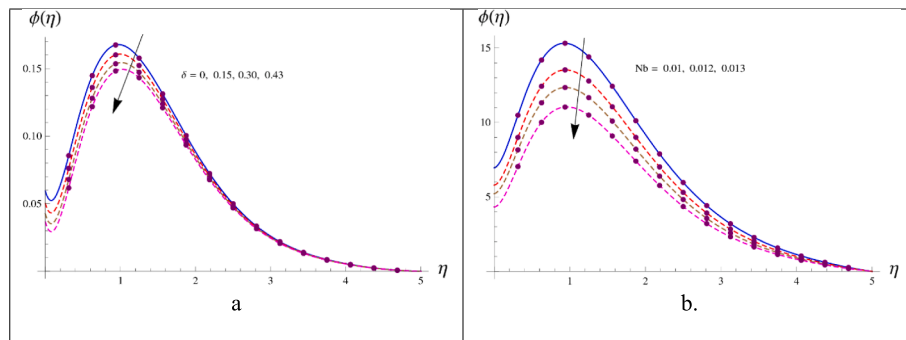 ϕ(η)
0.15
0.10
0.05
δ = 0, 0.15, 0.30, 0.43
1 2 3 4 5
η
a
ϕ(η)
15
10
5
Nb = 0.01, 0.012, 0.013
0 1 2 3 4 5
η
b.